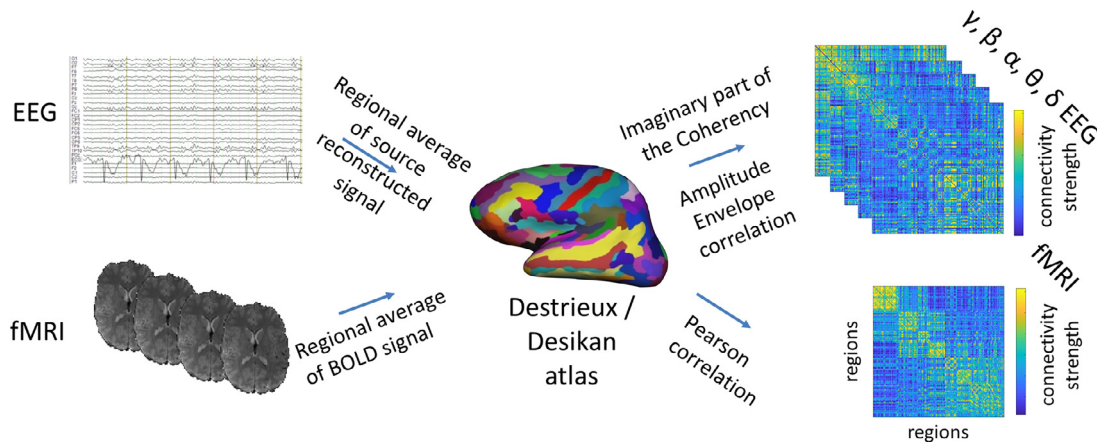 EEG
Regional average
of source
reconstructed
signal
Imaginary part of
the Coherency
Amplitude
Envelope
correlation
γ, β, α, θ, δ EEG
connectivity
strength
fMRI
Regional average
of BOLD signal
Destrieux /
Desikan
atlas
Pearson
correlation
fMRI
regions
regions
connectivity
strength